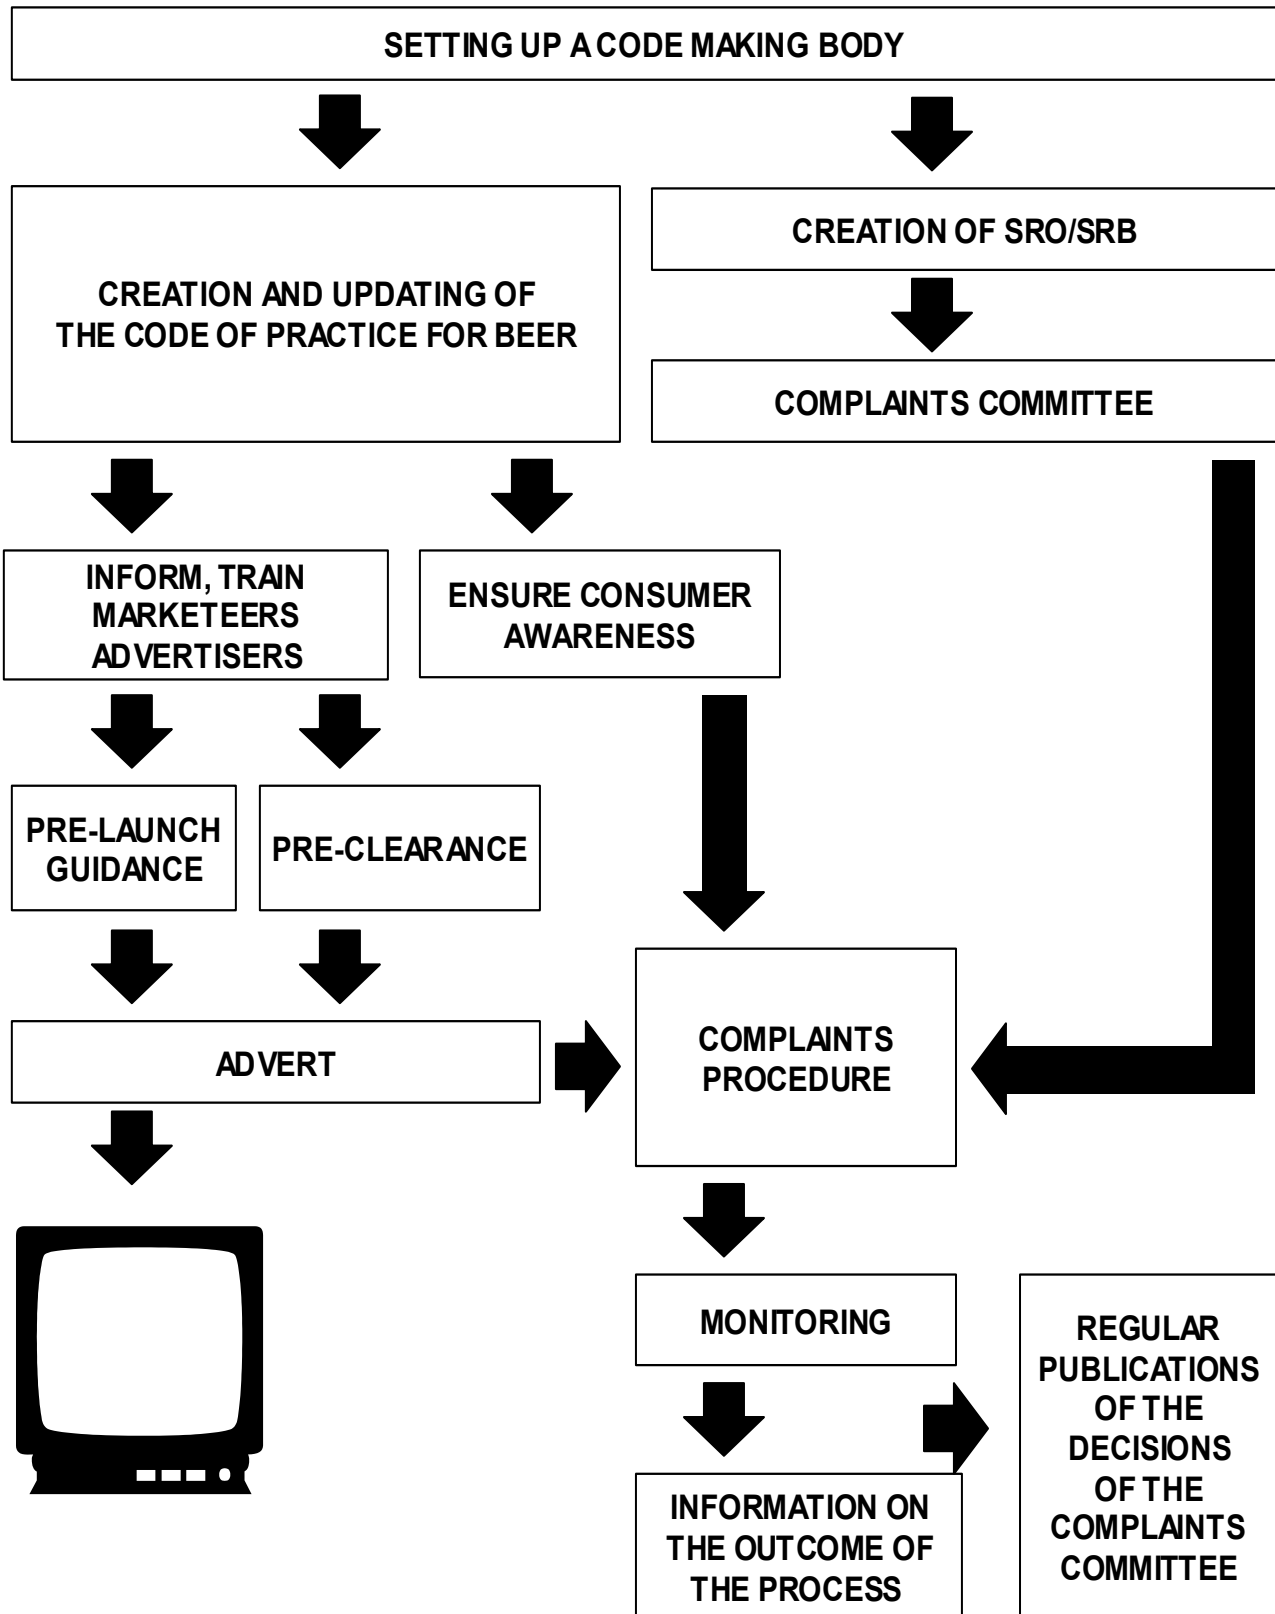 SETTING UP A CODE MAKING BODY
CREATION AND UPDATING OF
THE CODE OF PRACTICE FOR BEER
CREATION OF SRO/SRB
COMPLAINTS COMMITTEE
INFORM, TRAIN
MARKETEERS
ADVERTISERS
ENSURE CONSUMER
AWARENESS
PRE-LAUNCH
GUIDANCE
PRE-CLEARANCE
ADVERT
COMPLAINTS
PROCEDURE
MONITORING
INFORMATION ON
THE OUTCOME OF
THE PROCESS
REGULAR
PUBLICATIONS
OF THE
DECISIONS
OF THE
COMPLAINTS
COMMITTEE